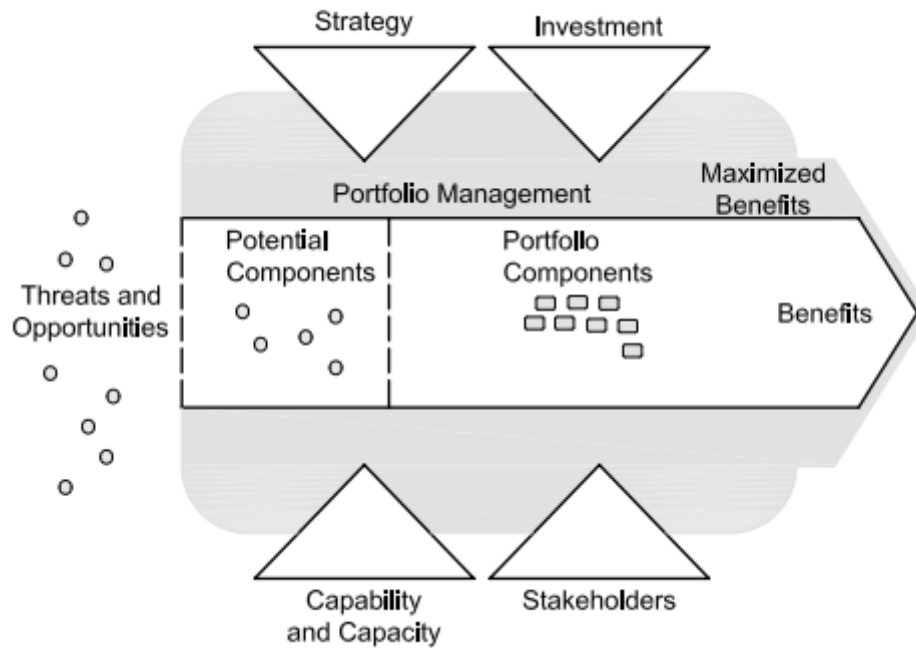 Strategy
Investment
Portfolio Management
Maximized
Benefits
Potential
Components
Portfolio
Components
Threats and
Opportunities
Benefits
Capability
and Capacity
Stakeholders